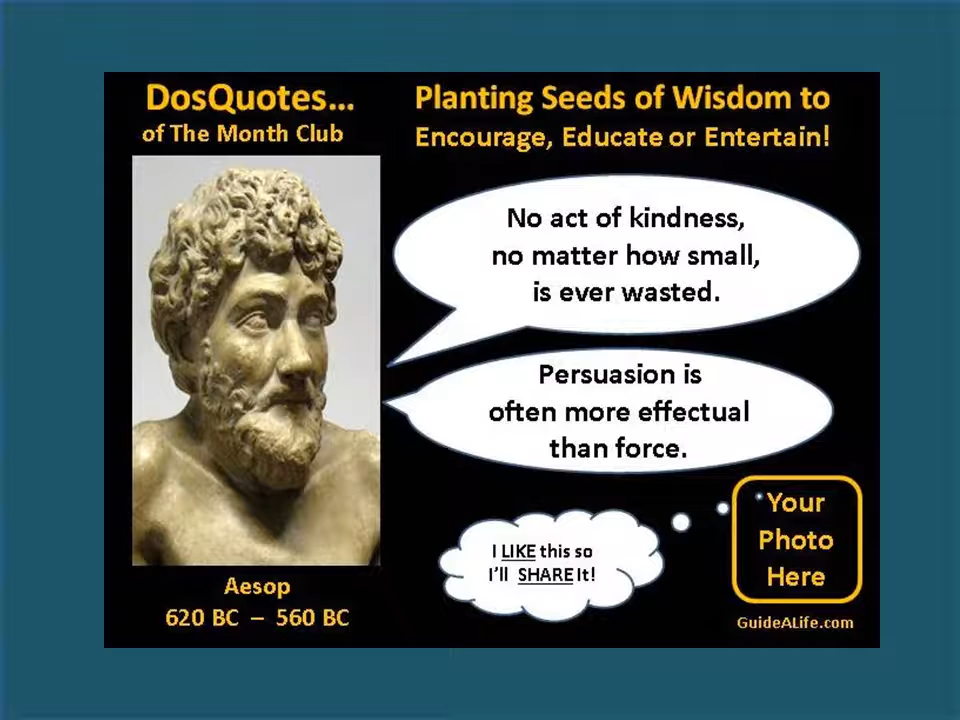 DosQuotes...
of The Month Club
Planting Seeds of Wisdom to
Encourage, Educate or Entertain!
No act of kindness,
no matter how small,
is ever wasted.
Persuasion is
often more effectual
than force.
I LIKE this so
I'll SHARE It!
Your
Photo
Here
Aesop
620 BC – 560 BC
GuideALife.com